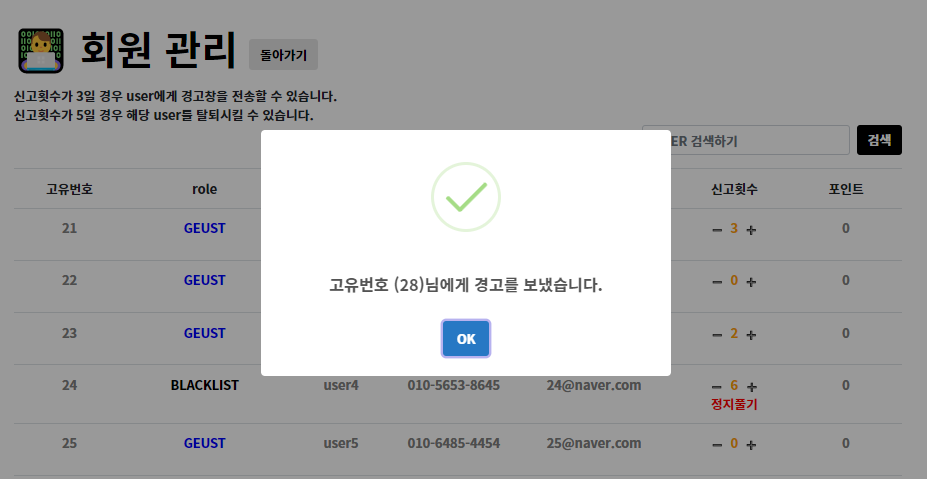 회원 관리 돌아가기
신고횟수가 3일 경우 user에게 경고창을 전송할 수 있습니다.
신고횟수가 5일 경우 해당 user를 탈퇴시킬 수 있습니다.
ER 검색하기 검색
고유번호 role 신고횟수 포인트
21 GEUST − 3 + 0
22 GEUST − 0 + 0
23 GEUST − 2 + 0
고유번호 (28)님에게 경고를 보냈습니다.
OK
24 BLACKLIST user4 010-5653-8645 24@naver.com − 6 + 0
정지풀기
25 GEUST user5 010-6485-4454 25@naver.com − 0 + 0